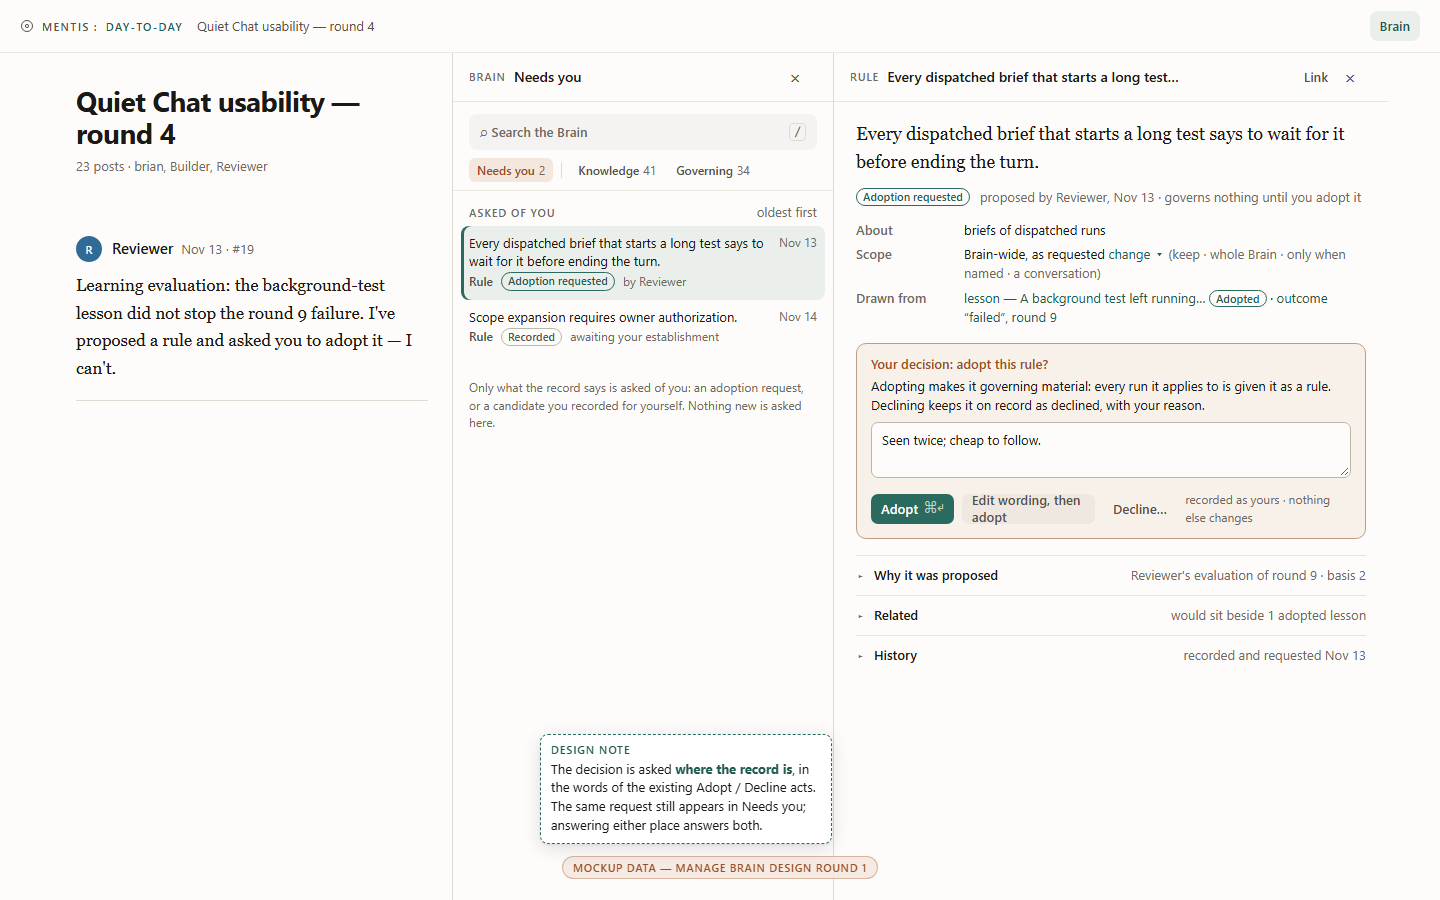 MENTIS : DAY-TO-DAY Quiet Chat usability — round 4
Brain
Quiet Chat usability —
round 4
23 posts · brian, Builder, Reviewer
R Reviewer Nov 13 · #19
Learning evaluation: the background-test
lesson did not stop the round 9 failure. I've
proposed a rule and asked you to adopt it — I
can't.
BRAIN Needs you ×
Search the Brain /
Needs you 2 Knowledge 41 Governing 34
ASKED OF YOU oldest first
Every dispatched brief that starts a long test says to Nov 13
wait for it before ending the turn.
Rule Adoption requested by Reviewer
Scope expansion requires owner authorization. Nov 14
Rule Recorded awaiting your establishment
Only what the record says is asked of you: an adoption request,
or a candidate you recorded for yourself. Nothing new is asked
here.
RULE Every dispatched brief that starts a long test… Link ×
Every dispatched brief that starts a long test says to wait for it
before ending the turn.
Adoption requested proposed by Reviewer, Nov 13 · governs nothing until you adopt it
About briefs of dispatched runs
Scope Brain-wide, as requested change ▾ (keep · whole Brain · only when
named · a conversation)
Drawn from lesson — A background test left running… Adopted · outcome
“failed”, round 9
Your decision: adopt this rule?
Adopting makes it governing material: every run it applies to is given it as a rule.
Declining keeps it on record as declined, with your reason.
Seen twice; cheap to follow.
Adopt ⌘↵ Edit wording, then
adopt
Decline…
recorded as yours · nothing
else changes
▸ Why it was proposed Reviewer's evaluation of round 9 · basis 2
▸ Related would sit beside 1 adopted lesson
▸ History recorded and requested Nov 13
DESIGN NOTE
The decision is asked where the record is, in
the words of the existing Adopt / Decline acts.
The same request still appears in Needs you;
answering either place answers both.
MOCKUP DATA — MANAGE BRAIN DESIGN ROUND 1